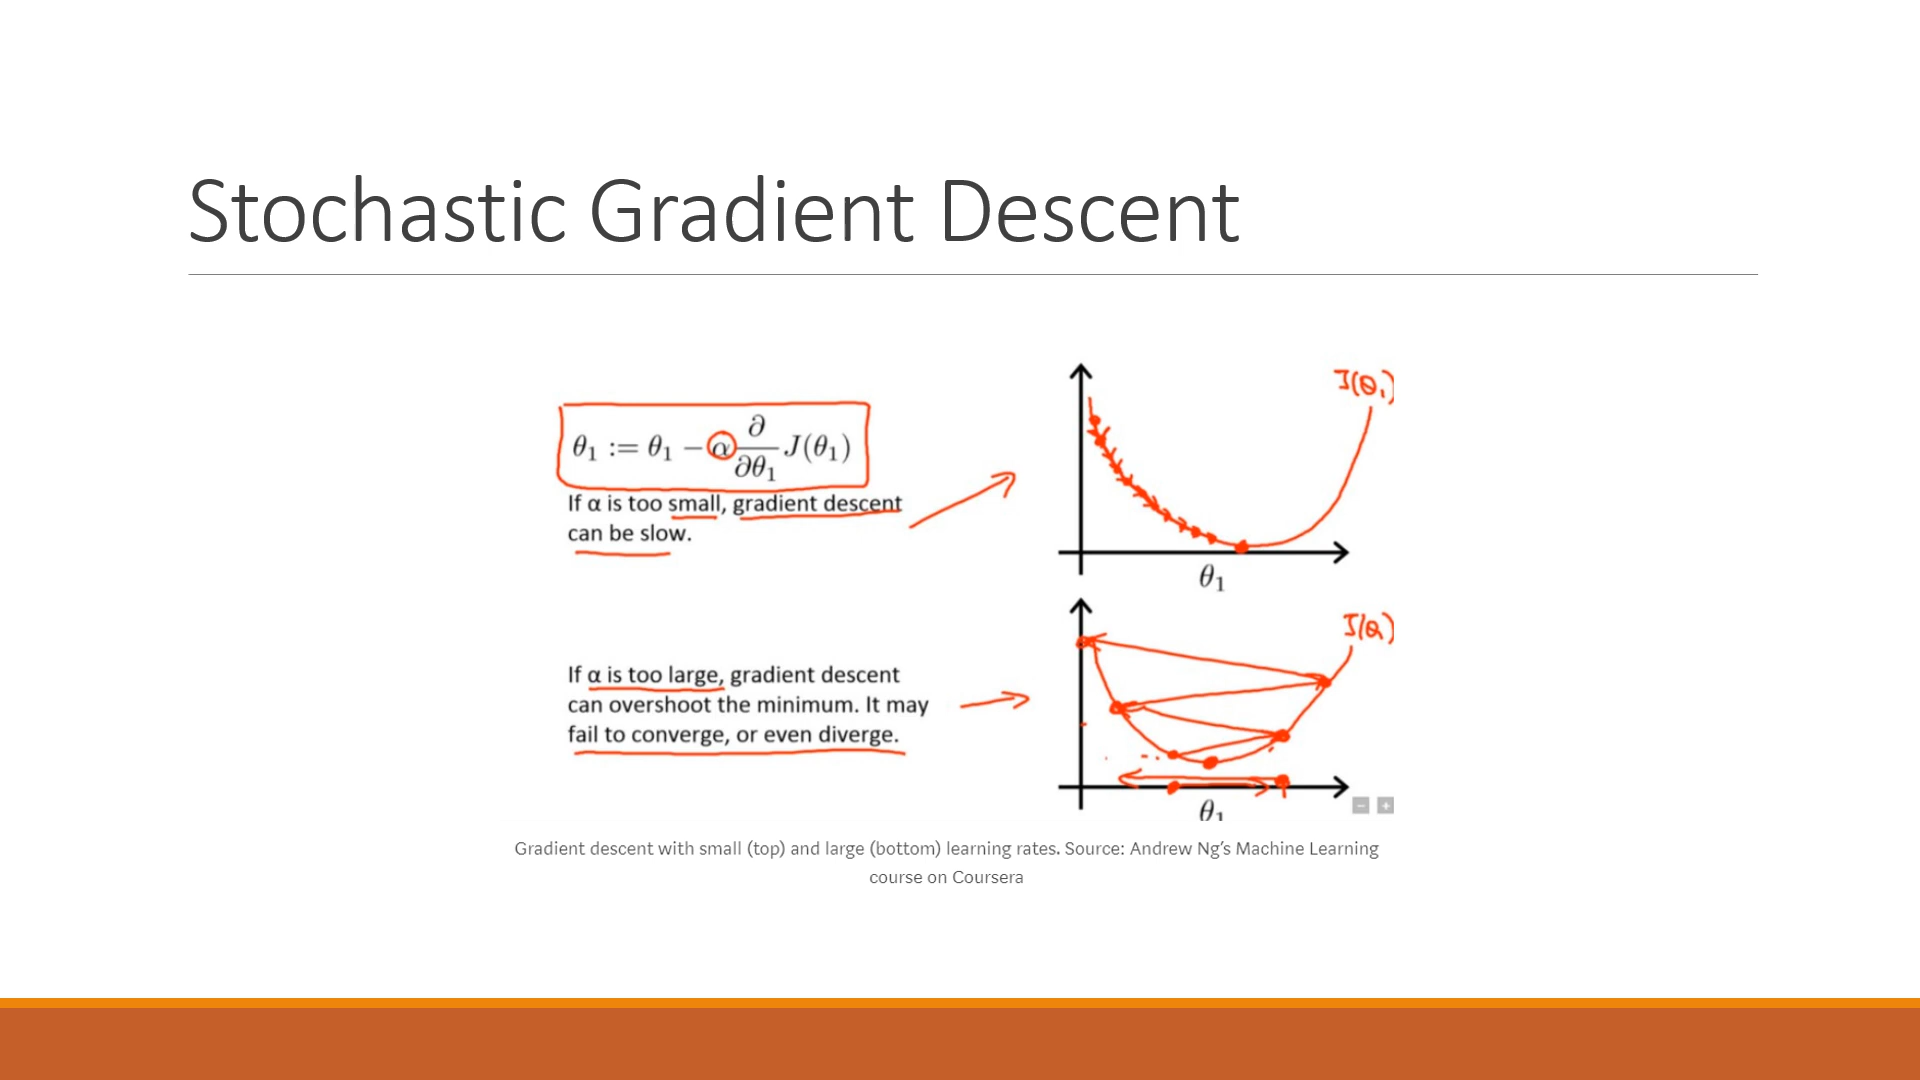 Stochastic Gradient Descent
θ₁ := θ₁ − α ∂/∂θ₁ J(θ₁)
If α is too small, gradient descent
can be slow.
J(θ₁)
θ₁
If α is too large, gradient descent
can overshoot the minimum. It may
fail to converge, or even diverge.
J(θ₁)
θ₁
Gradient descent with small (top) and large (bottom) learning rates. Source: Andrew Ng’s Machine Learning
course on Coursera